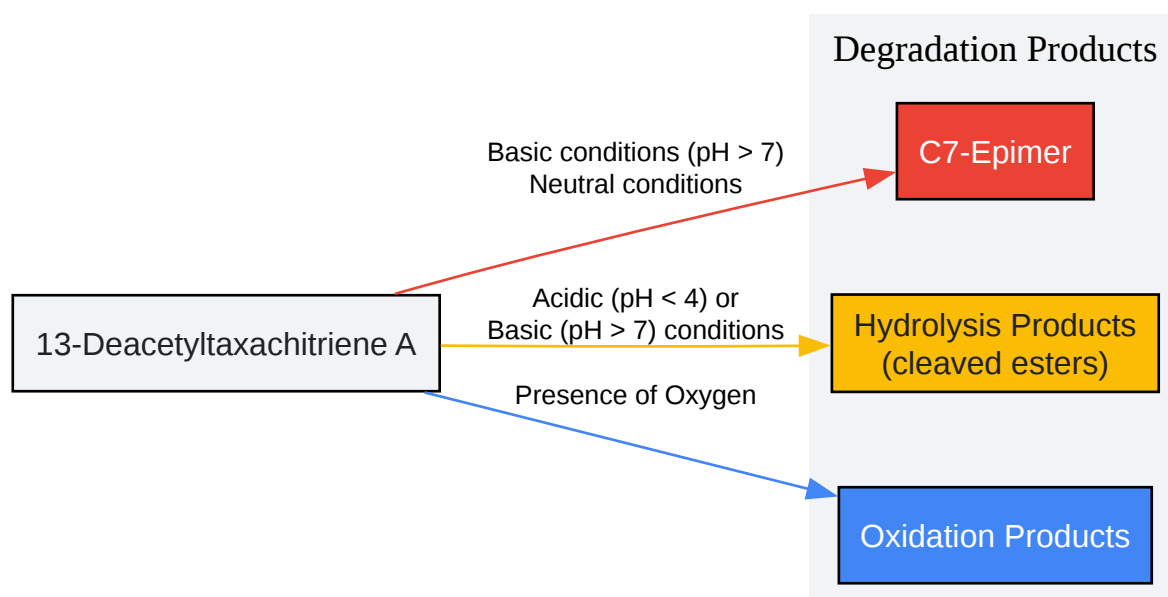 Degradation Products
Basic conditions (pH > 7)
Neutral conditions
C7-Epimer
13-Deacetyltaxachitriene A
Acidic (pH < 4) or
Basic (pH > 7) conditions
Hydrolysis Products
(cleaved esters)
Presence of Oxygen
Oxidation Products